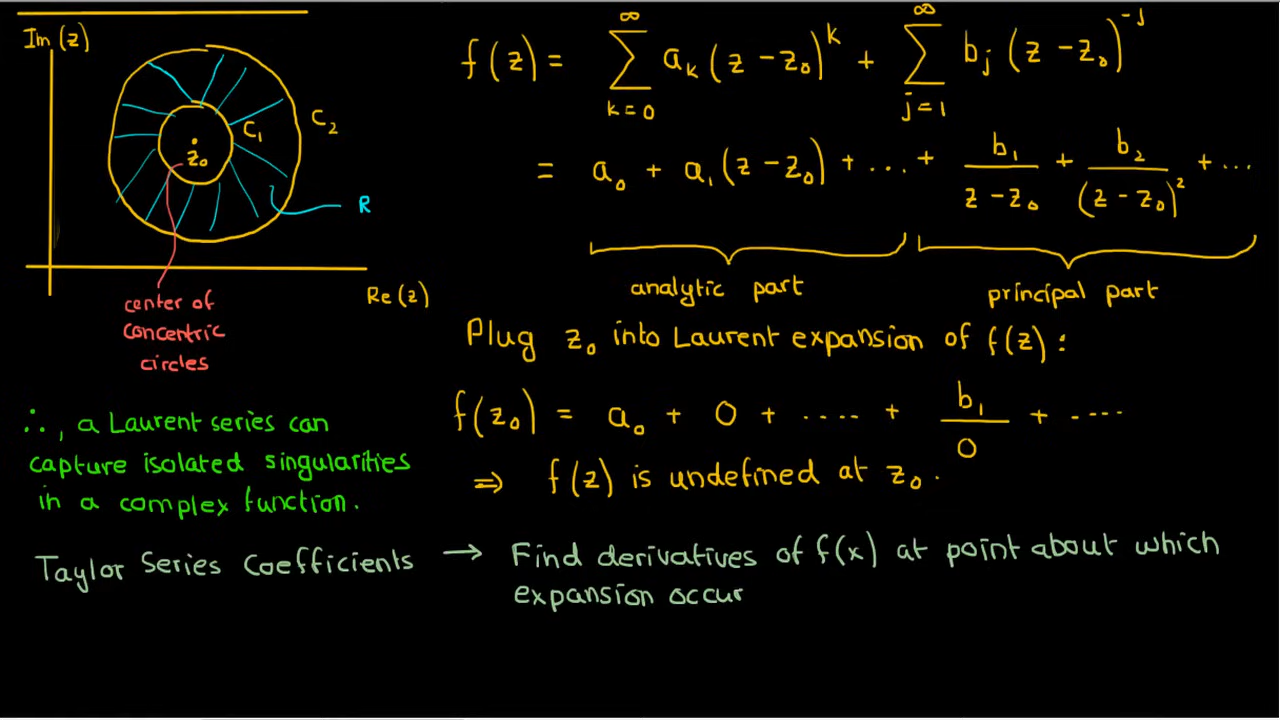 Im(z)
C₂
C₁
z₀
R
Re(z)
center of
concentric
circles
∴, a Laurent series can
capture isolated singularities
in a complex function.
f(z) = ∑_{k=0}^{∞} aₖ(z - z₀)^k + ∑_{j=1}^{∞} bⱼ(z - z₀)^{-j}
= a₀ + a₁(z - z₀) + ... + b₁/(z - z₀) + b₂/(z - z₀)² + ...
analytic part
principal part
Plug z₀ into Laurent expansion of f(z):
f(z₀) = a₀ + 0 + .... + b₁/0 + ....
⇒ f(z) is undefined at z₀.
Taylor Series Coefficients → Find derivatives of f(x) at point about which
expansion occur